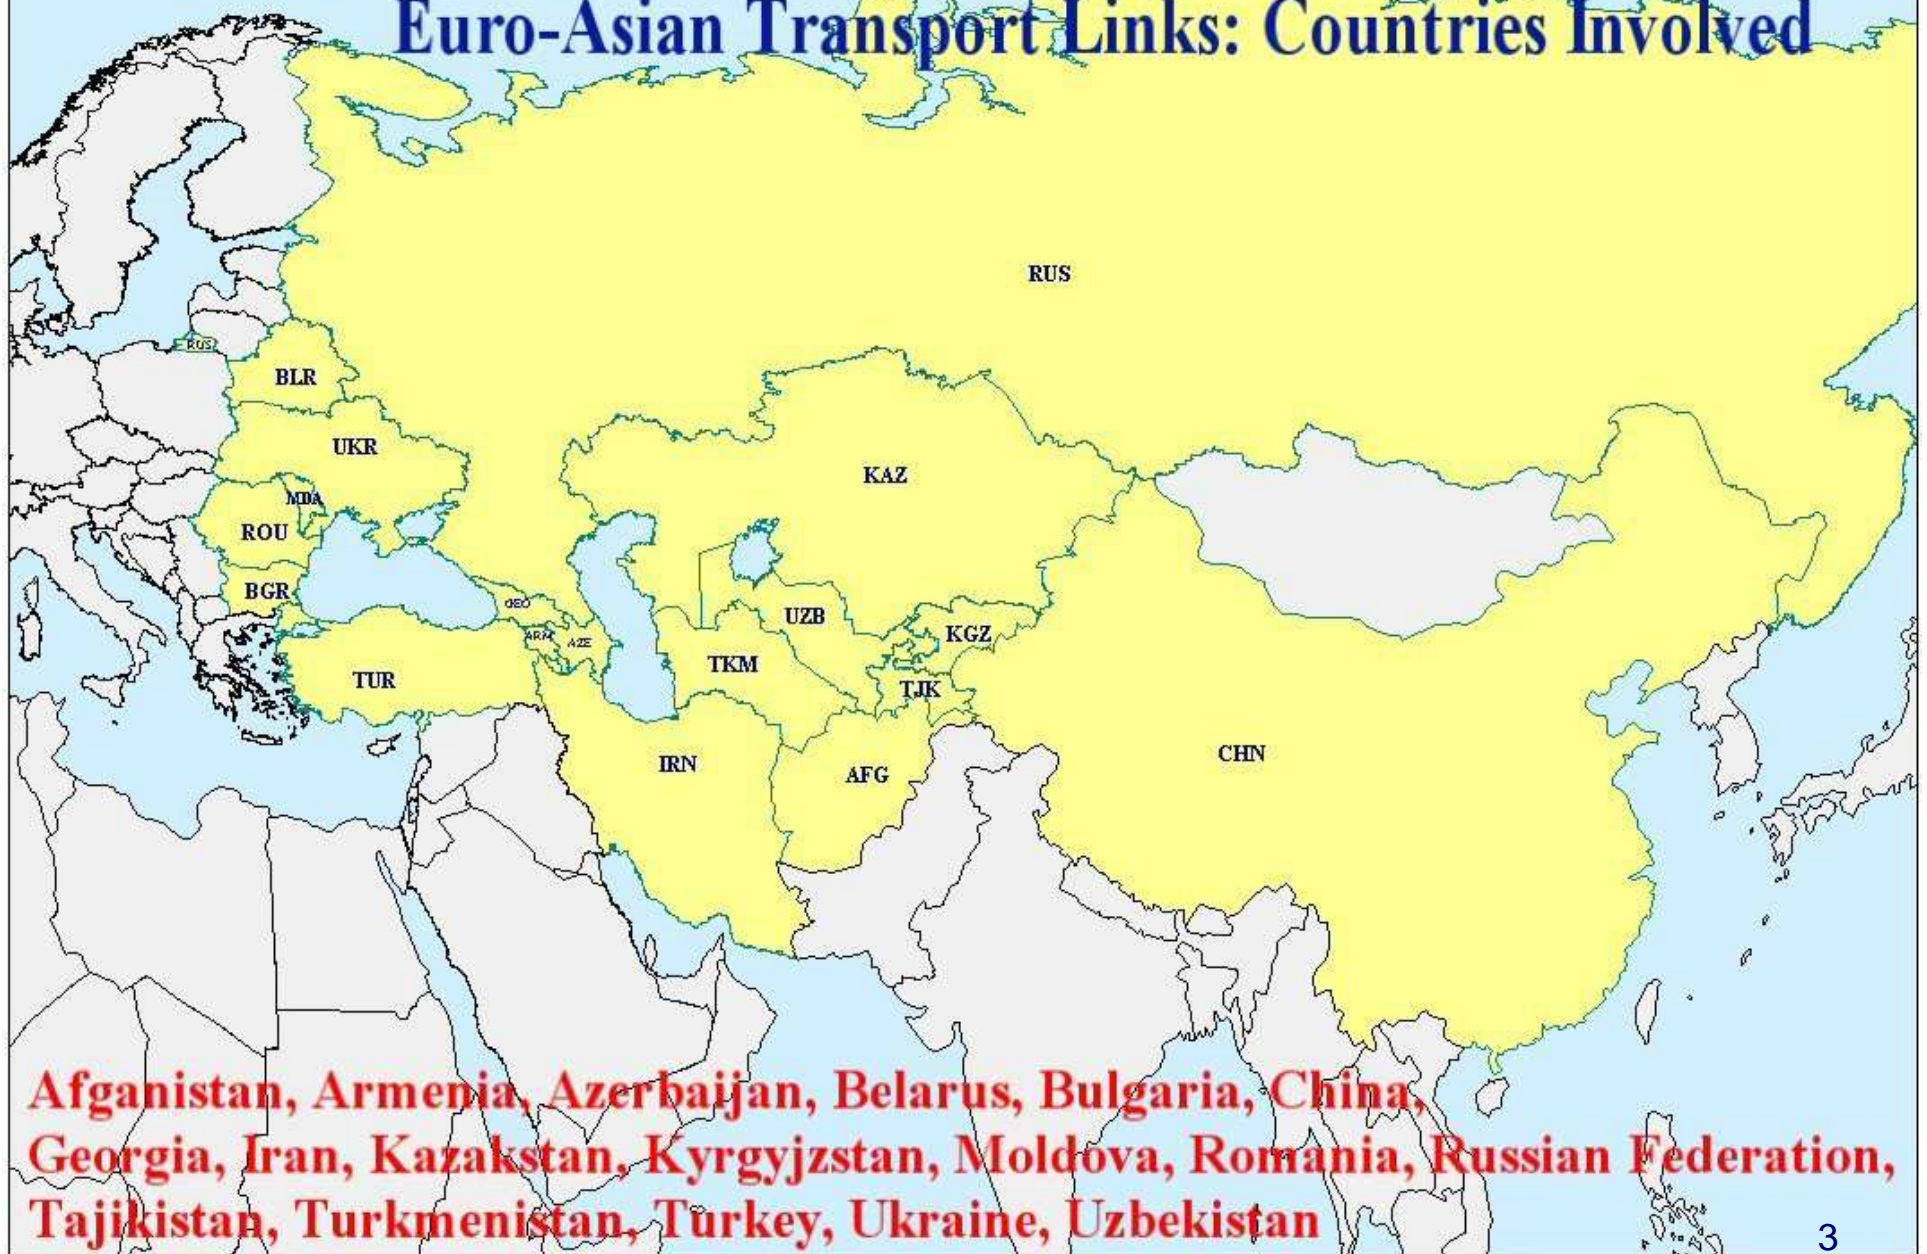 Euro-Asian Transport Links: Countries Involved
RUS
RUS
BLR
UKR
KAZ
MDA
ROU
BGR
GEO
UZB
ARM
AZE
KGZ
TKM
TUR
TJK
IRN
AFG
CHN
Afganistan, Armenia, Azerbaijan, Belarus, Bulgaria, China,
Georgia, Iran, Kazakstan, Kyrgyjzstan, Moldova, Romania, Russian Federation,
Tajikistan, Turkmenistan, Turkey, Ukraine, Uzbekistan
3